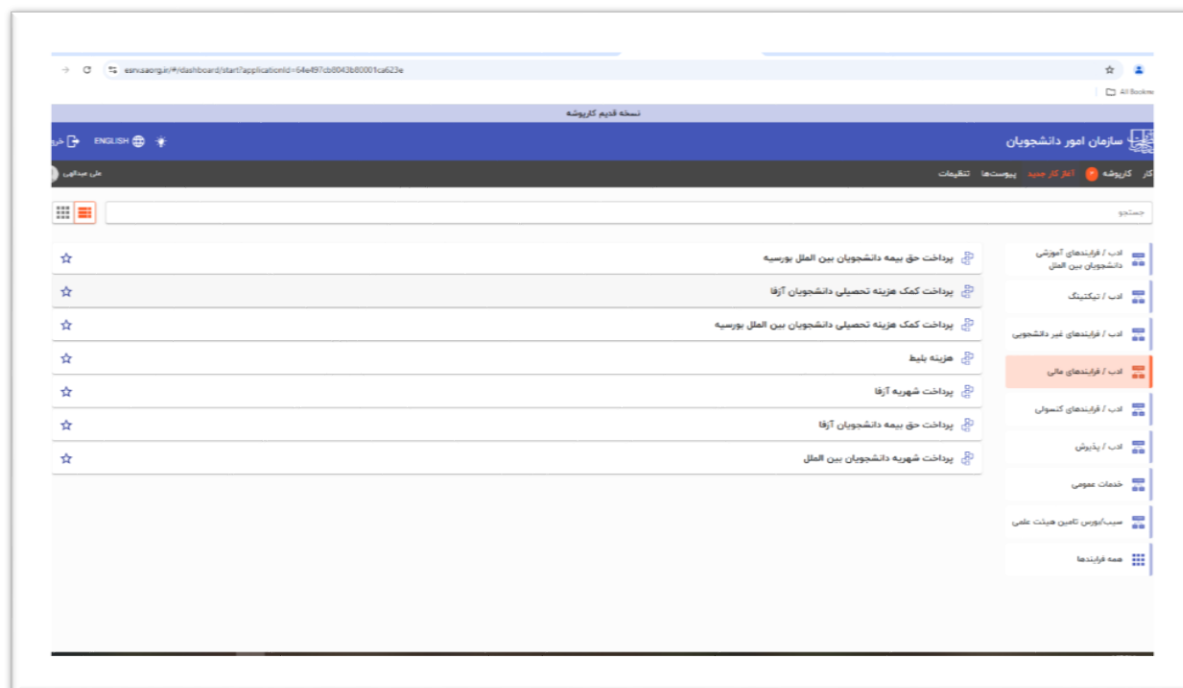 esnv.saorg.ir/#/dashboard/start?applicationId=64e497cb8043b80001ca623e
نسخه قدیم کارپوشه
سازمان امور دانشجویان
ENGLISH
کار کارپوشه آغاز کار جدید پیوست‌ها تنظیمات
جستجو
ادب / فرایندهای آموزشی
دانشجویان بین الملل
ادب / تیکتینگ
ادب / فرایندهای غیر دانشجویی
ادب / فرایندهای مالی
ادب / فرایندهای کنسولی
ادب / پذیرش
خدمات عمومی
سیب/بورس تامین هیئت علمی
همه فرایندها
پرداخت حق بیمه دانشجویان بین الملل بورسیه
پرداخت کمک هزینه تحصیلی دانشجویان آزفا
پرداخت کمک هزینه تحصیلی دانشجویان بین الملل بورسیه
هزینه بلیط
پرداخت شهریه آزفا
پرداخت حق بیمه دانشجویان آزفا
پرداخت شهریه دانشجویان بین الملل